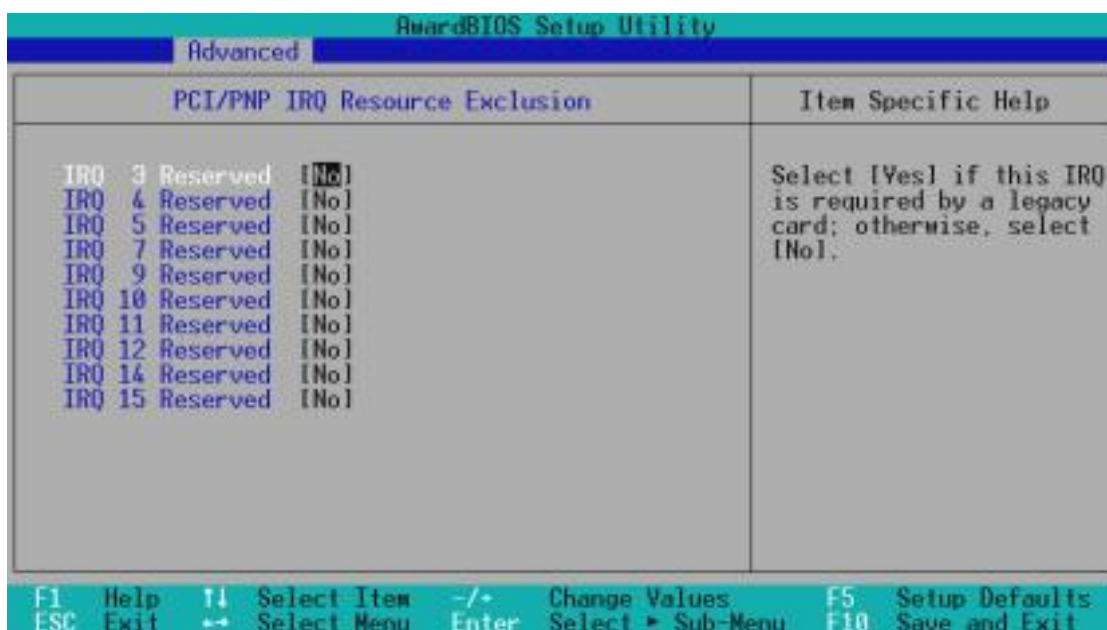 AwardBIOS Setup Utility
Advanced
PCI/PNP IRQ Resource Exclusion
Item Specific Help
IRQ 3 Reserved [No]
IRQ 4 Reserved [No]
IRQ 5 Reserved [No]
IRQ 7 Reserved [No]
IRQ 9 Reserved [No]
IRQ 10 Reserved [No]
IRQ 11 Reserved [No]
IRQ 12 Reserved [No]
IRQ 14 Reserved [No]
IRQ 15 Reserved [No]
Select [Yes] if this IRQ
is required by a legacy
card; otherwise, select
[No].
F1 Help ↑↓ Select Item -/+ Change Values F5 Setup Defaults
ESC Exit ←→ Select Menu Enter Select ► Sub-Menu F10 Save and Exit